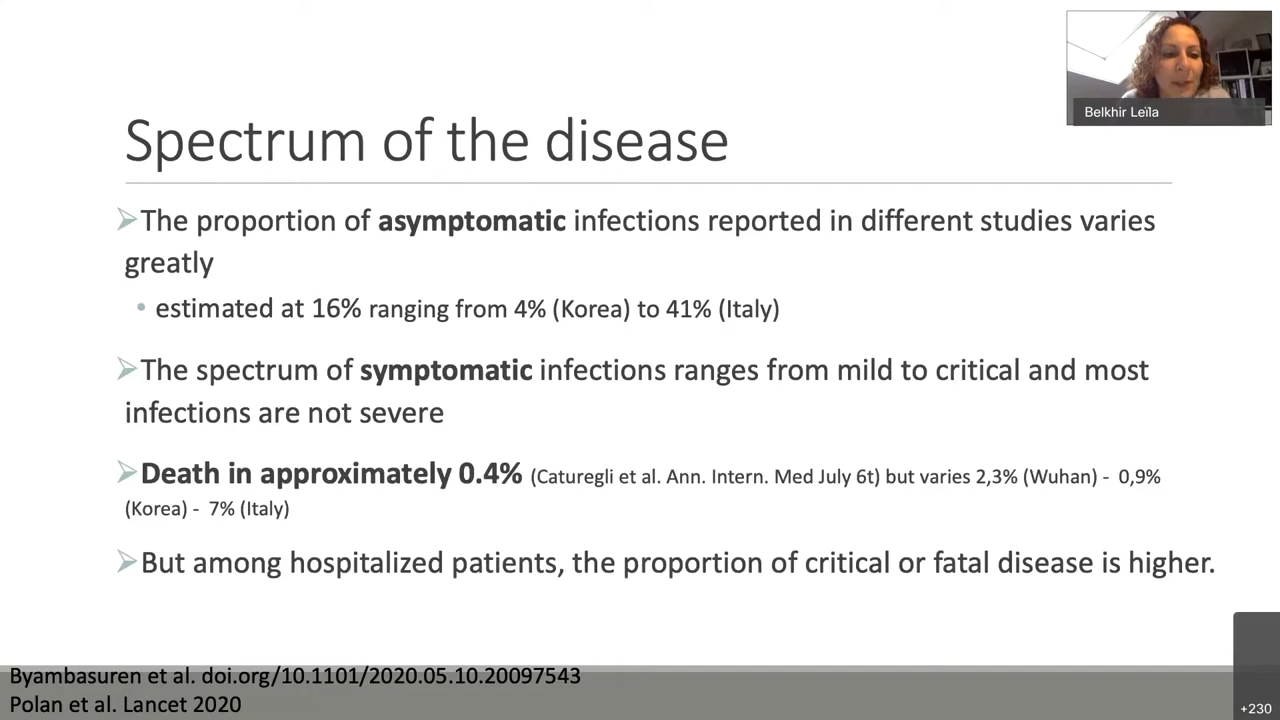 Belkhir Leïla
Spectrum of the disease
➢The proportion of asymptomatic infections reported in different studies varies
greatly
• estimated at 16% ranging from 4% (Korea) to 41% (Italy)
➢The spectrum of symptomatic infections ranges from mild to critical and most
infections are not severe
➢Death in approximately 0.4% (Caturegli et al. Ann. Intern. Med July 6t) but varies 2,3% (Wuhan) - 0,9%
(Korea) - 7% (Italy)
➢But among hospitalized patients, the proportion of critical or fatal disease is higher.
Byambasuren et al. doi.org/10.1101/2020.05.10.20097543
Polan et al. Lancet 2020
+230